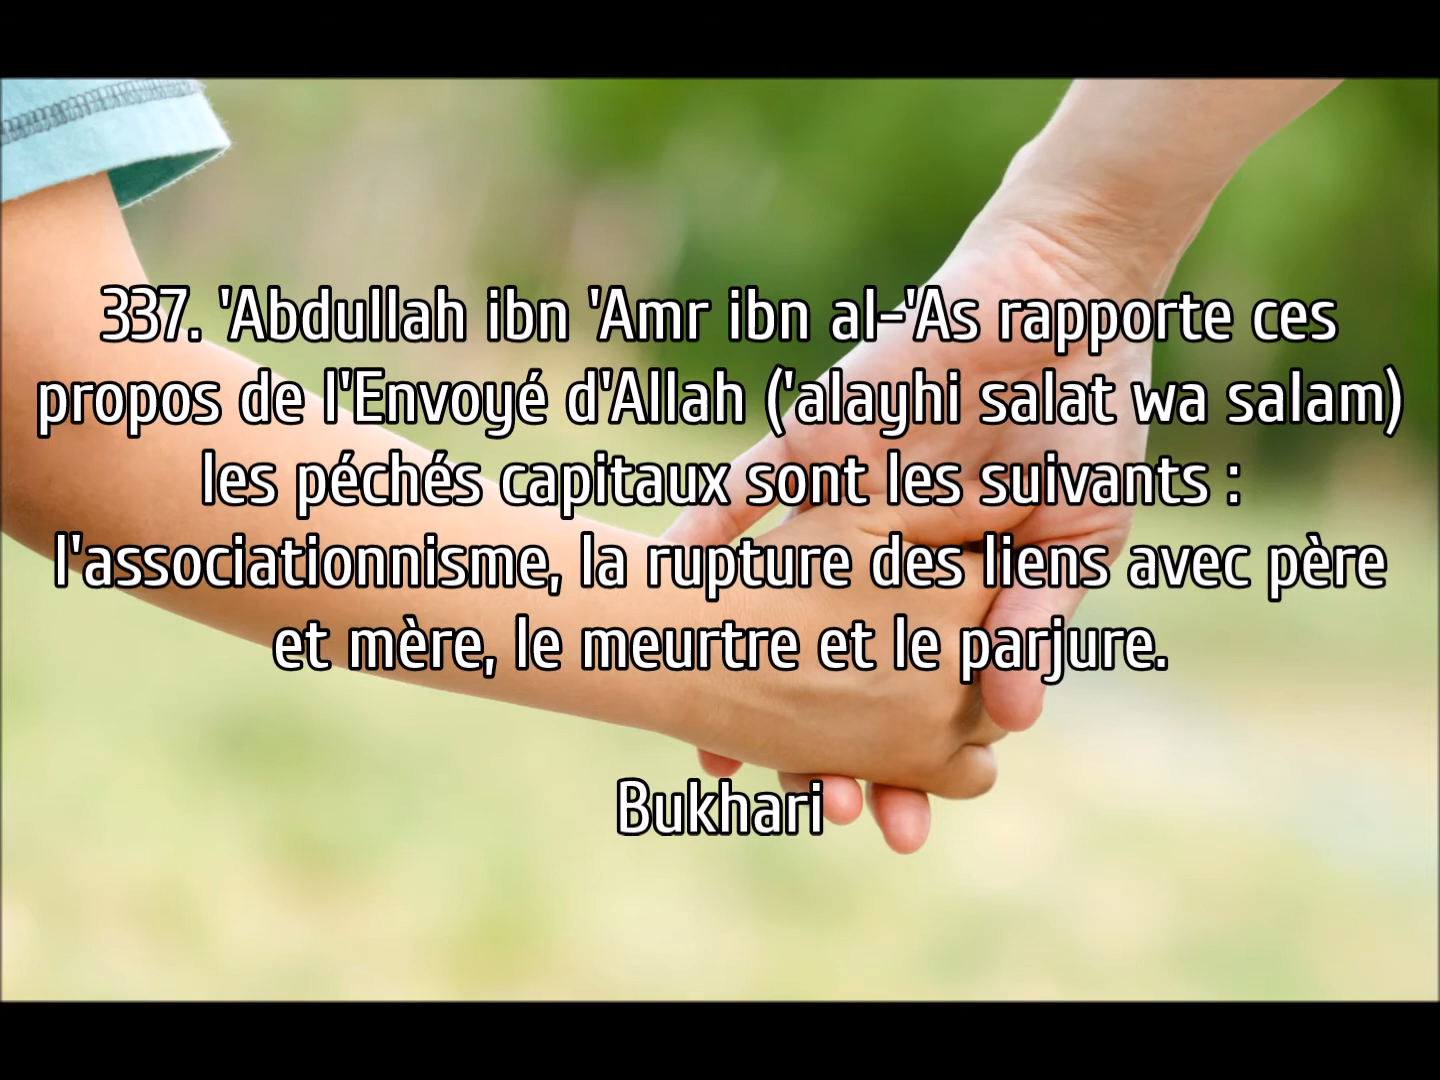 337. 'Abdullah ibn 'Amr ibn al-'As rapporte ces
propos de l'Envoyé d'Allah ('alayhi salat wa salam)
les péchés capitaux sont les suivants :
l'associationnisme, la rupture des liens avec père
et mère, le meurtre et le parjure.
Bukhari